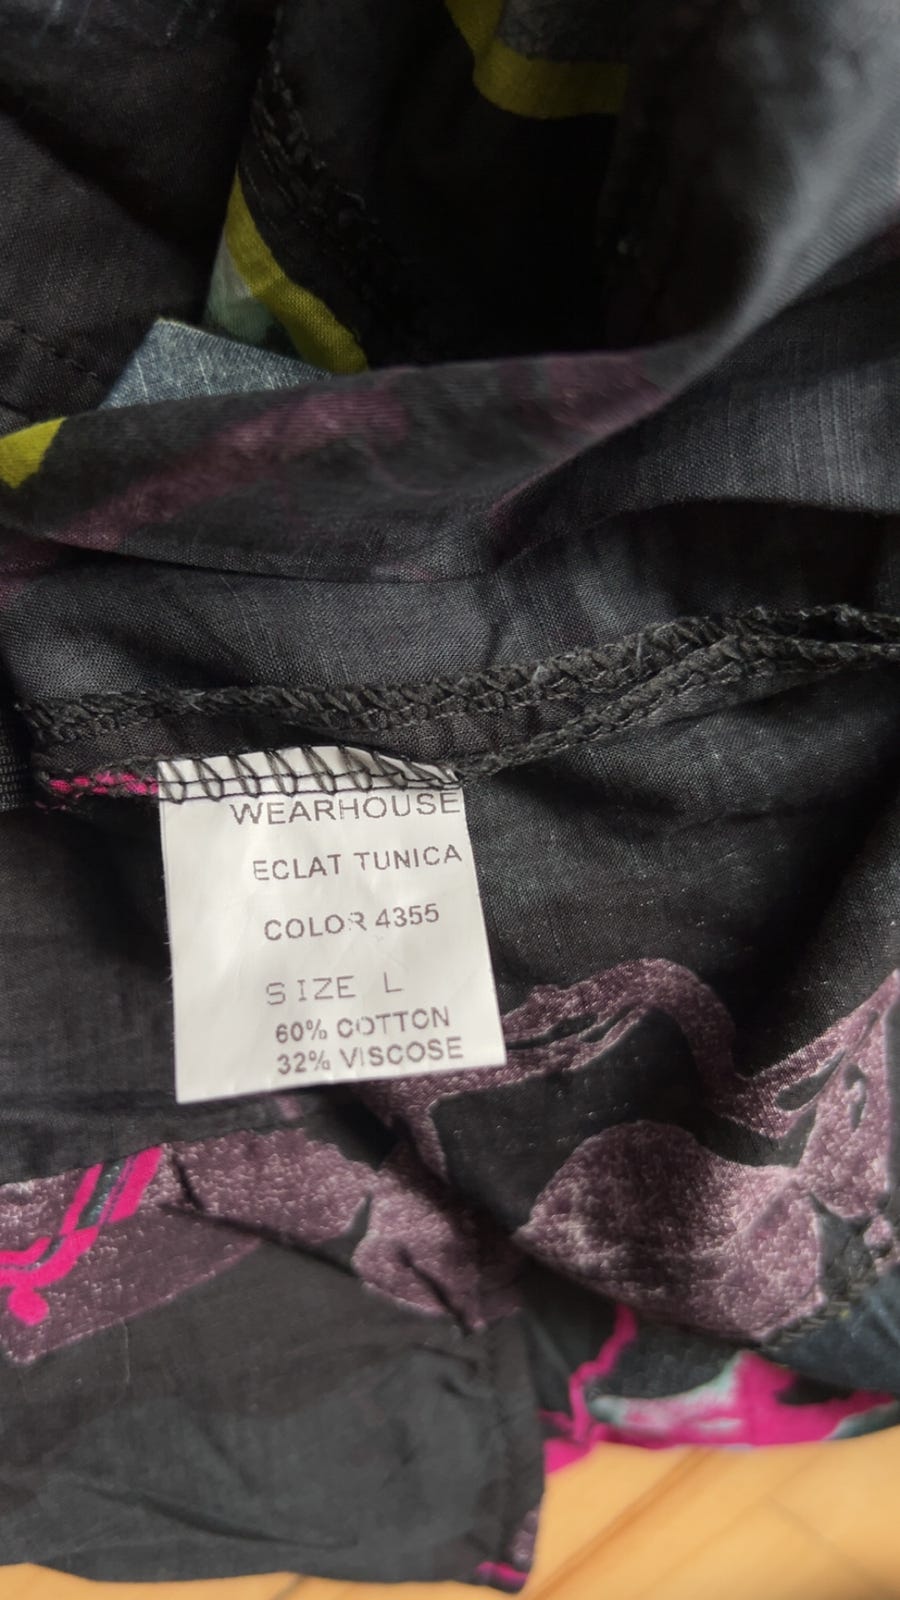 WEARHOUSE
ECLAT TUNICA
COLOR 4355
SIZE L
60% COTTON
32% VISCOSE